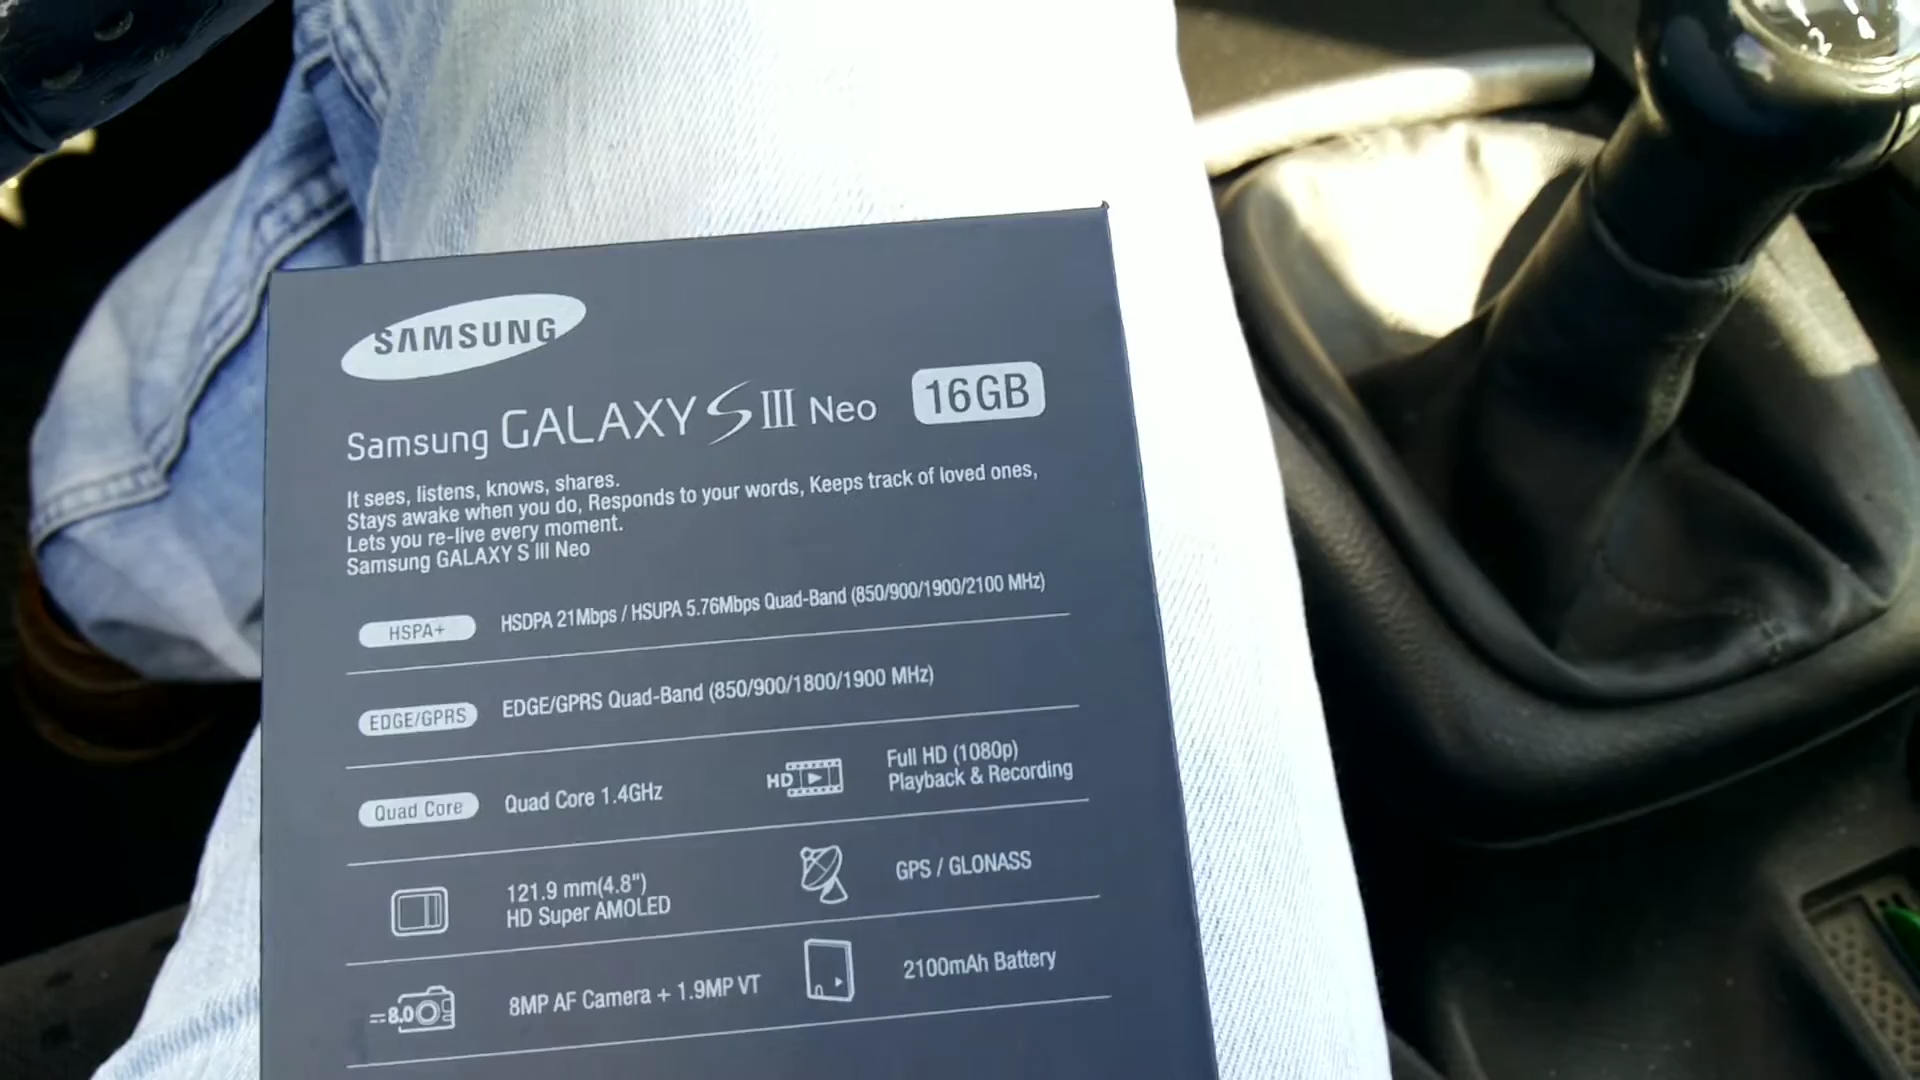 SAMSUNG
Samsung GALAXY S III Neo 16GB
It sees, listens, knows, shares.
Stays awake when you do, Responds to your words, Keeps track of loved ones,
Lets you re-live every moment.
Samsung GALAXY S III Neo
HSPA+ HSDPA 21Mbps / HSUPA 5.76Mbps Quad-Band (850/900/1900/2100 MHz)
EDGE/GPRS EDGE/GPRS Quad-Band (850/900/1800/1900 MHz)
Quad Core Quad Core 1.4GHz
HD Full HD (1080p)
Playback & Recording
121.9 mm(4.8")
HD Super AMOLED
GPS / GLONASS
8.0 8MP AF Camera + 1.9MP VT
2100mAh Battery
2